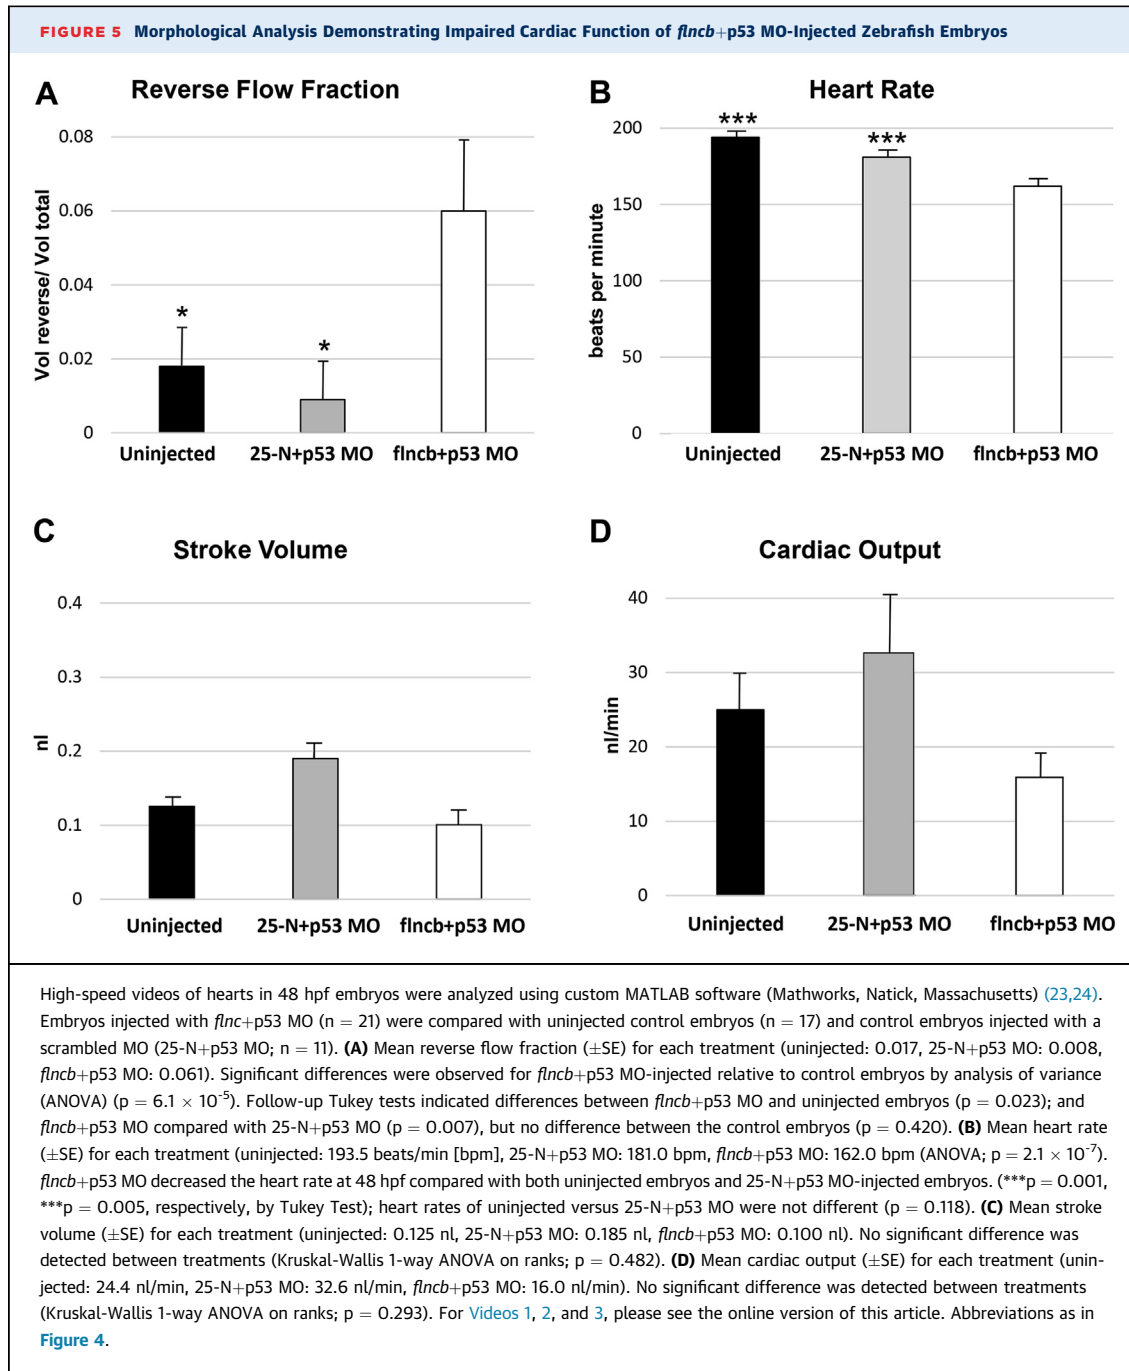 FIGURE 5 Morphological Analysis Demonstrating Impaired Cardiac Function of flncb+p53 MO-Injected Zebrafish Embryos
A
Reverse Flow Fraction
Vol reverse/ Vol total
0.08
0.06
0.04
0.02
0
*
*
Uninjected
25-N+p53 MO
flncb+p53 MO
B
Heart Rate
beats per minute
200
150
100
50
0
***
***
Uninjected
25-N+p53 MO
flncb+p53 MO
C
Stroke Volume
nl
0.4
0.3
0.2
0.1
0
Uninjected
25-N+p53 MO
flncb+p53 MO
D
Cardiac Output
nl/min
40
30
20
10
0
Uninjected
25-N+p53 MO
flncb+p53 MO
High-speed videos of hearts in 48 hpf embryos were analyzed using custom MATLAB software (Mathworks, Natick, Massachusetts) (23,24).
Embryos injected with flnc+p53 MO (n = 21) were compared with uninjected control embryos (n = 17) and control embryos injected with a
scrambled MO (25-N+p53 MO; n = 11). (A) Mean reverse flow fraction (±SE) for each treatment (uninjected: 0.017, 25-N+p53 MO: 0.008,
flncb+p53 MO: 0.061). Significant differences were observed for flncb+p53 MO-injected relative to control embryos by analysis of variance
(ANOVA) (p = 6.1 × 10-5). Follow-up Tukey tests indicated differences between flncb+p53 MO and uninjected embryos (p = 0.023); and
flncb+p53 MO compared with 25-N+p53 MO (p = 0.007), but no difference between the control embryos (p = 0.420). (B) Mean heart rate
(±SE) for each treatment (uninjected: 193.5 beats/min [bpm], 25-N+p53 MO: 181.0 bpm, flncb+p53 MO: 162.0 bpm (ANOVA; p = 2.1 × 10-7).
flncb+p53 MO decreased the heart rate at 48 hpf compared with both uninjected embryos and 25-N+p53 MO-injected embryos. (***p = 0.001,
***p = 0.005, respectively, by Tukey Test); heart rates of uninjected versus 25-N+p53 MO were not different (p = 0.118). (C) Mean stroke
volume (±SE) for each treatment (uninjected: 0.125 nl, 25-N+p53 MO: 0.185 nl, flncb+p53 MO: 0.100 nl). No significant difference was
detected between treatments (Kruskal-Wallis 1-way ANOVA on ranks; p = 0.482). (D) Mean cardiac output (±SE) for each treatment (unin-
jected: 24.4 nl/min, 25-N+p53 MO: 32.6 nl/min, flncb+p53 MO: 16.0 nl/min). No significant difference was detected between treatments
(Kruskal-Wallis 1-way ANOVA on ranks; p = 0.293). For Videos 1, 2, and 3, please see the online version of this article. Abbreviations as in
Figure 4.